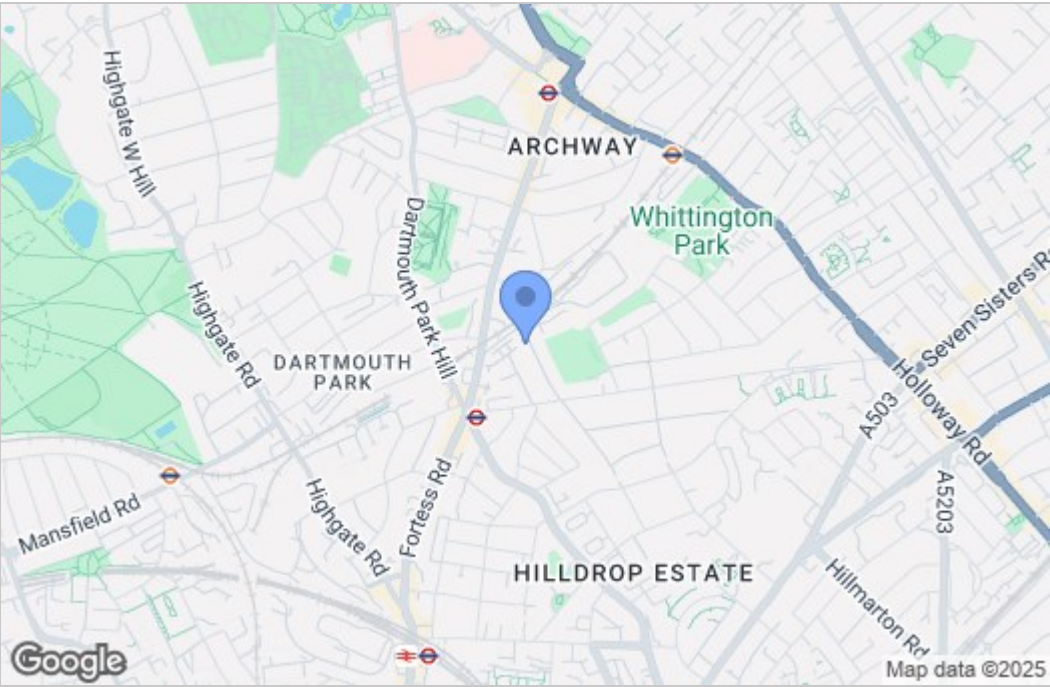 Highgate W Hill
ARCHWAY
Whittington
Park
Dartmouth Park Hill
Seven Sisters R
Highgate Rd
DARTMOUTH
PARK
Holloway Rd
A503
Fortess Rd
A5203
Mansfield Rd
Highgate Rd
HILLDROP ESTATE
Hillmarton Rd
Google
Map data ©2025